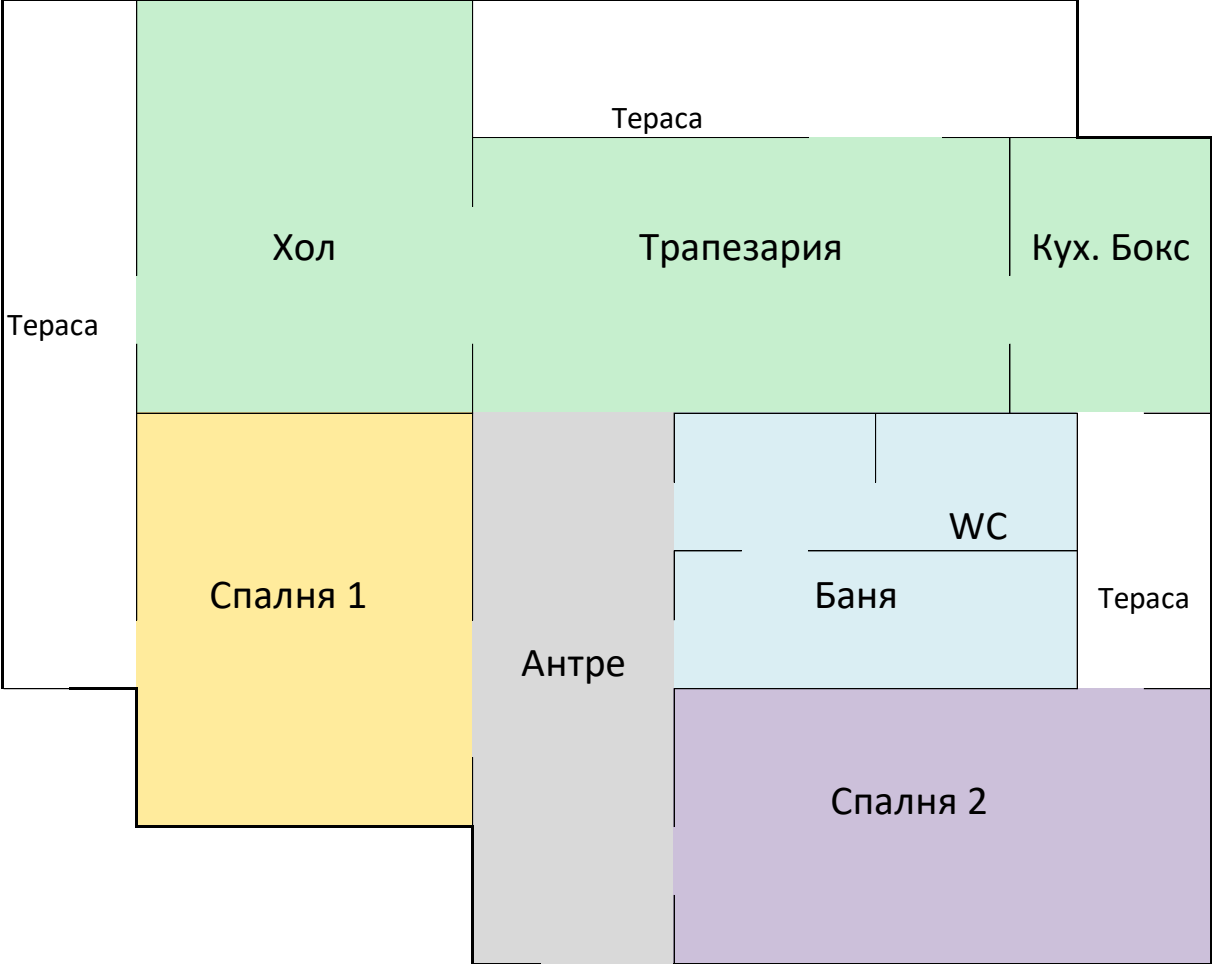 Тераса
Хол
Трапезария
Кух. Бокс
Тераса
WC
Спалня 1
Баня
Тераса
Антре
Спалня 2